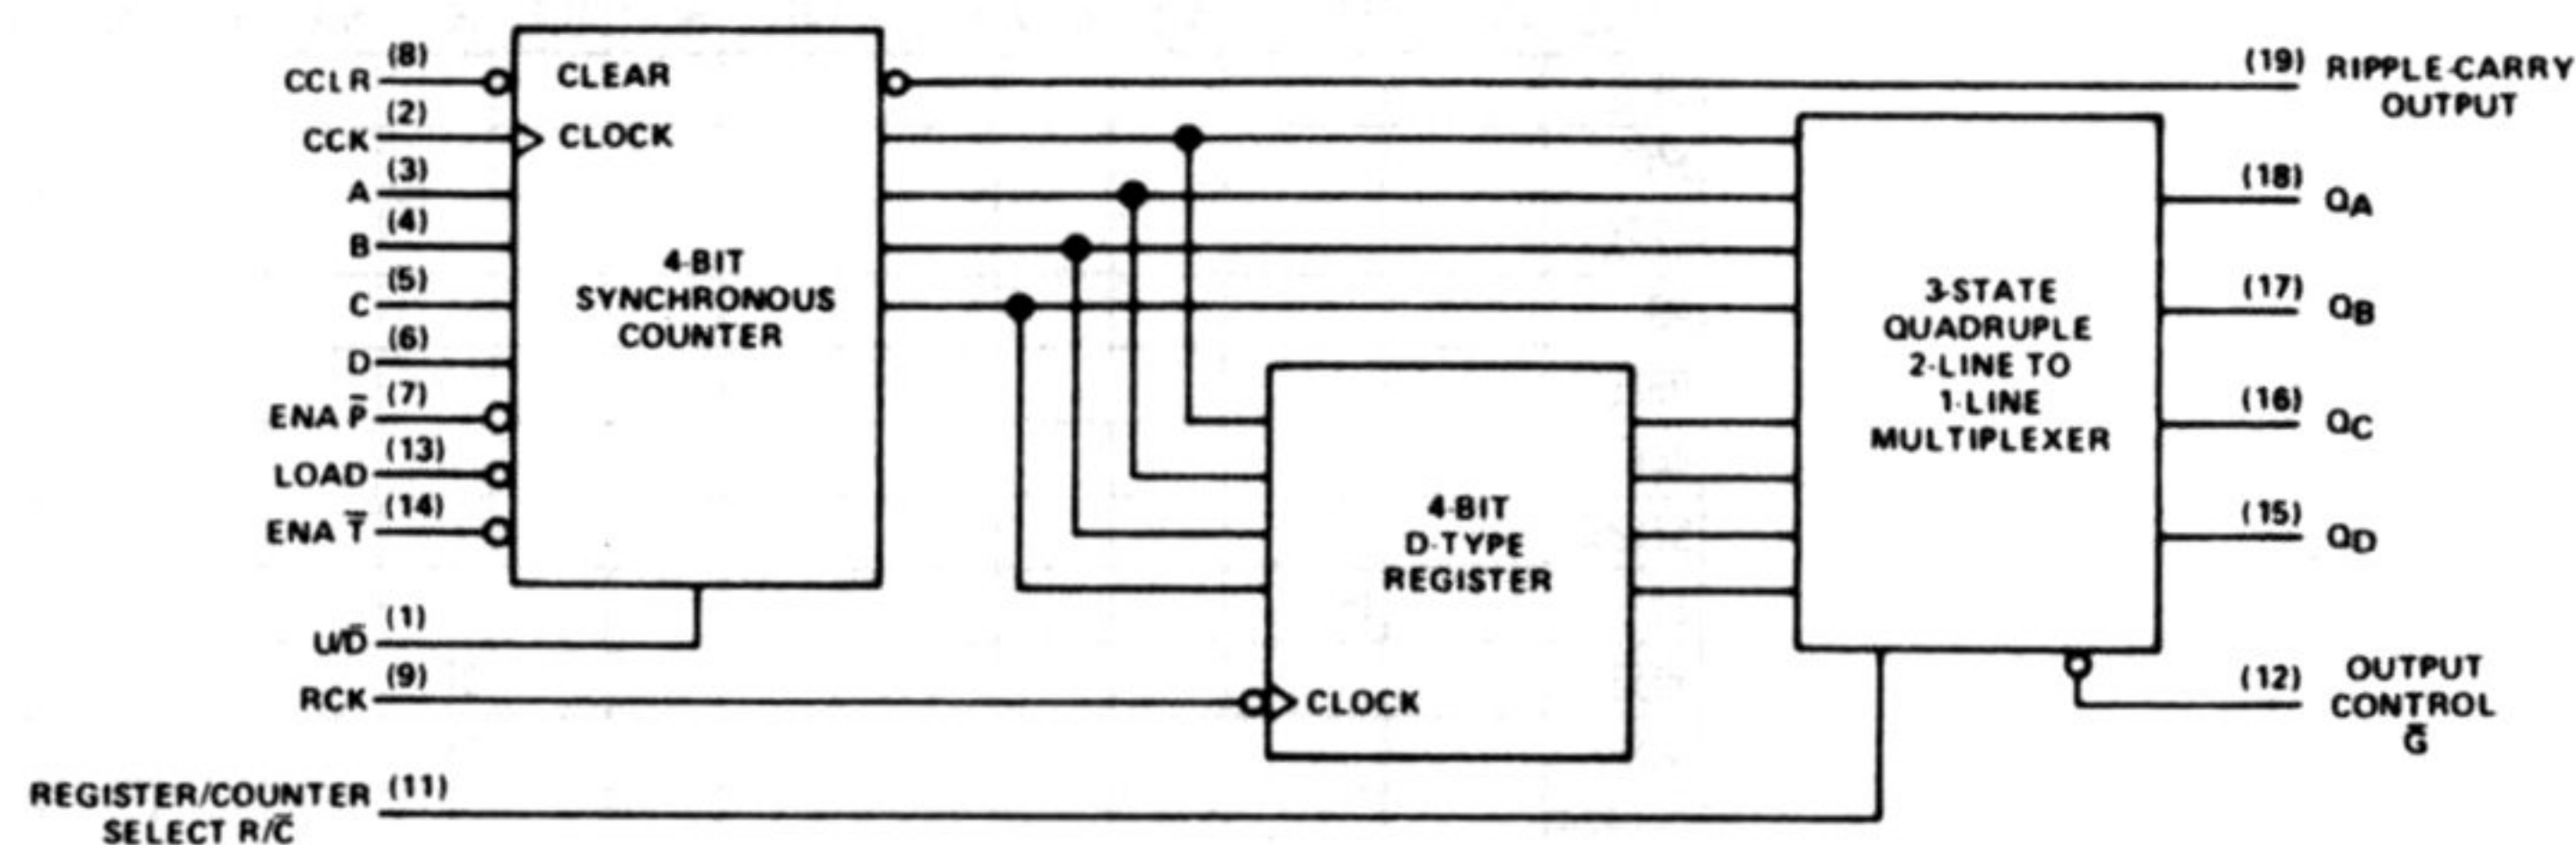 (8)
CCLR
CLEAR
(19)
RIPPLE-CARRY
OUTPUT
(2)
CCK
CLOCK
(3)
A
(4)
B
(5)
C
(6)
D
(7)
ENA P̅
(13)
LOAD
(14)
ENA T̅
4-BIT
SYNCHRONOUS
COUNTER
(1)
U/D̅
(9)
RCK
4-BIT
D-TYPE
REGISTER
CLOCK
3-STATE
QUADRUPLE
2-LINE TO
1-LINE
MULTIPLEXER
(18)
QA
(17)
QB
(16)
QC
(15)
QD
(12)
OUTPUT
CONTROL
G̅
REGISTER/COUNTER (11)
SELECT R/C̅